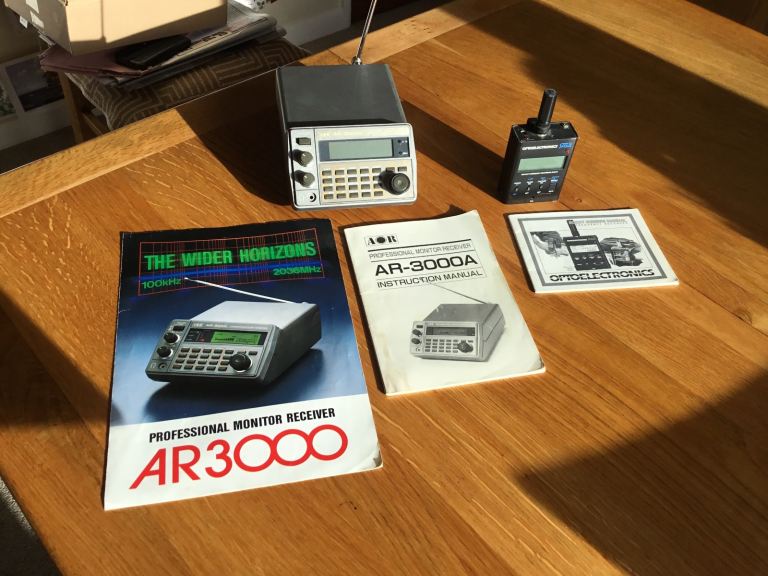 OPTOELECTRONICS
THE WIDER HORIZONS
100kHz 2036MHz
PROFESSIONAL MONITOR RECEIVER
AR3000
AOR
PROFESSIONAL MONITOR RECEIVER
AR-3000A
INSTRUCTION MANUAL
OPTOELECTRONICS